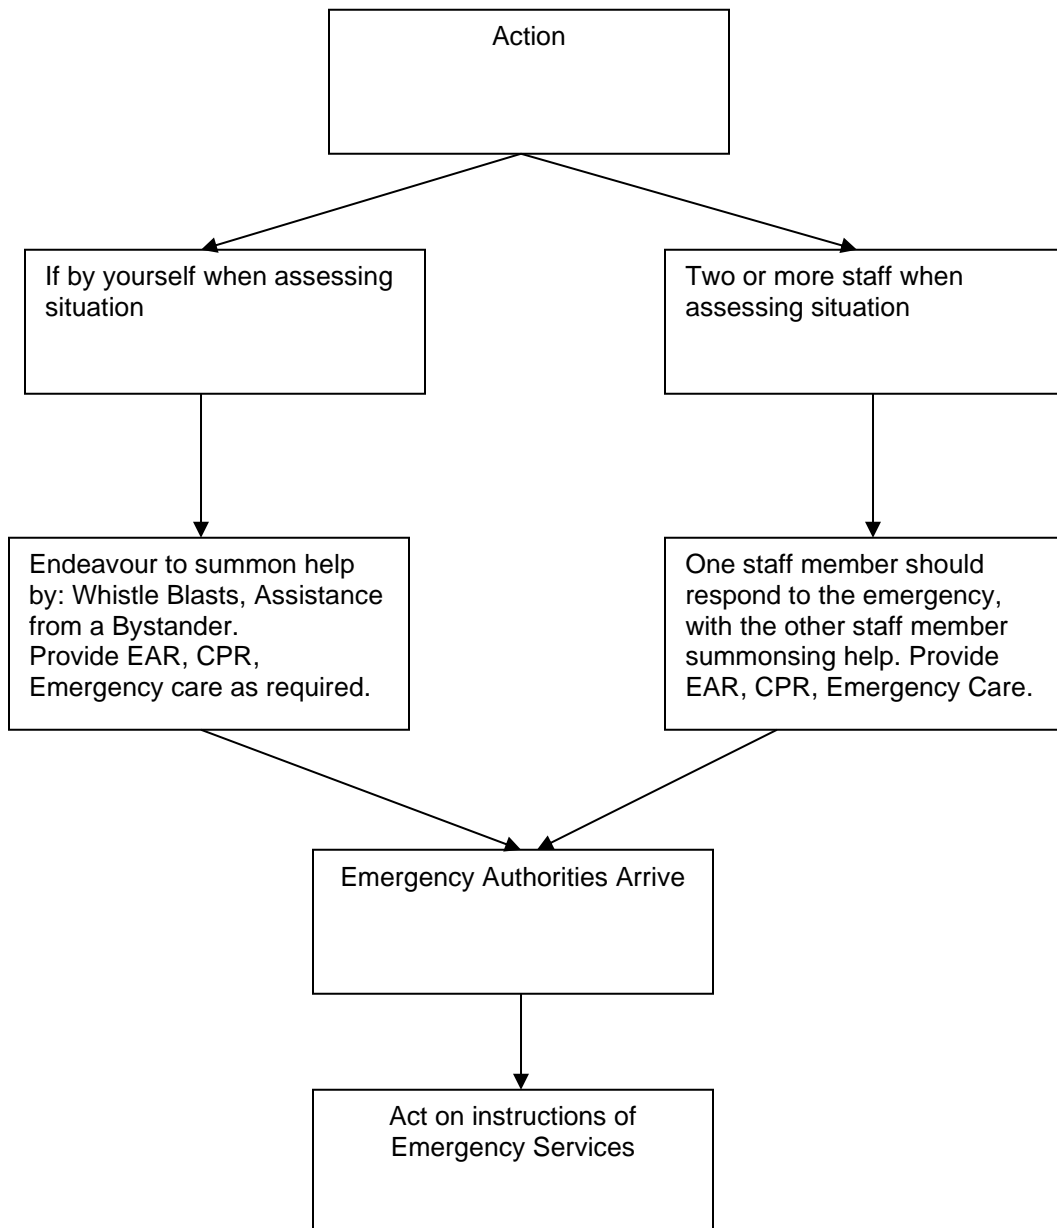 Action
If by yourself when assessing
situation
Two or more staff when
assessing situation
Endeavour to summon help
by: Whistle Blasts, Assistance
from a Bystander.
Provide EAR, CPR,
Emergency care as required.
One staff member should
respond to the emergency,
with the other staff member
summonsing help. Provide
EAR, CPR, Emergency Care.
Emergency Authorities Arrive
Act on instructions of
Emergency Services